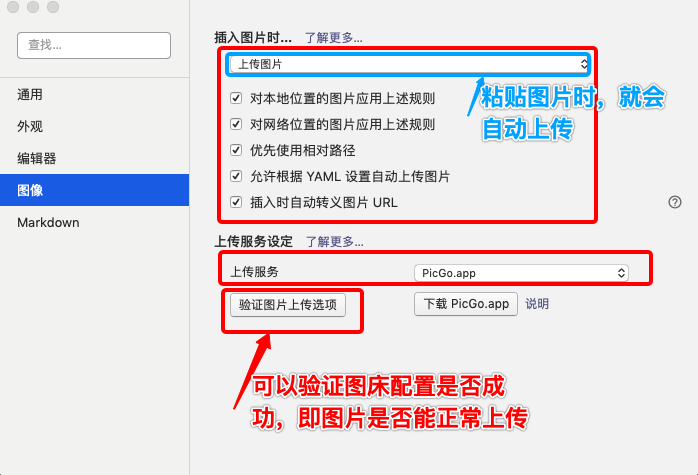 查找...
通用
外观
编辑器
图像
Markdown
插入图片时... 了解更多...
上传图片
对本地位置的图片应用上述规则
对网络位置的图片应用上述规则
优先使用相对路径
允许根据 YAML 设置自动上传图片
插入时自动转义图片 URL
粘贴图片时，就会
自动上传
?
上传服务设定 了解更多...
上传服务 PicGo.app
验证图片上传选项 下载 PicGo.app 说明
可以验证图床配置是否成
功，即图片是否能正常上传